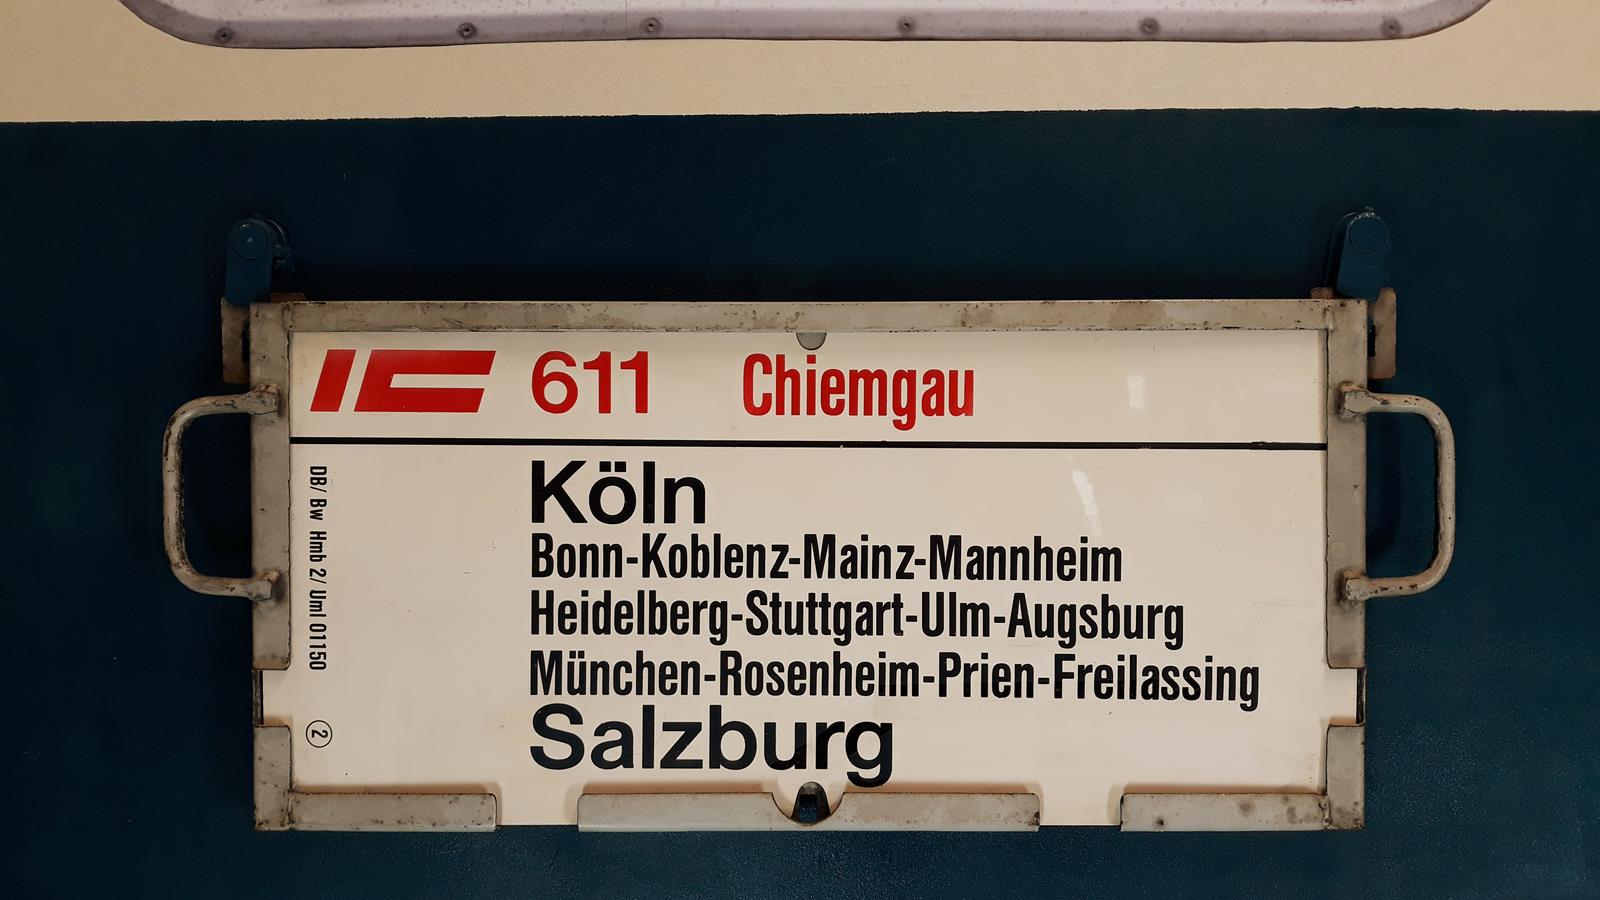 IC 611 Chiemgau
Köln
Bonn-Koblenz-Mainz-Mannheim
Heidelberg-Stuttgart-Ulm-Augsburg
München-Rosenheim-Prien-Freilassing
Salzburg
DB/ Bw Hmb 2/ Uml 01150
2